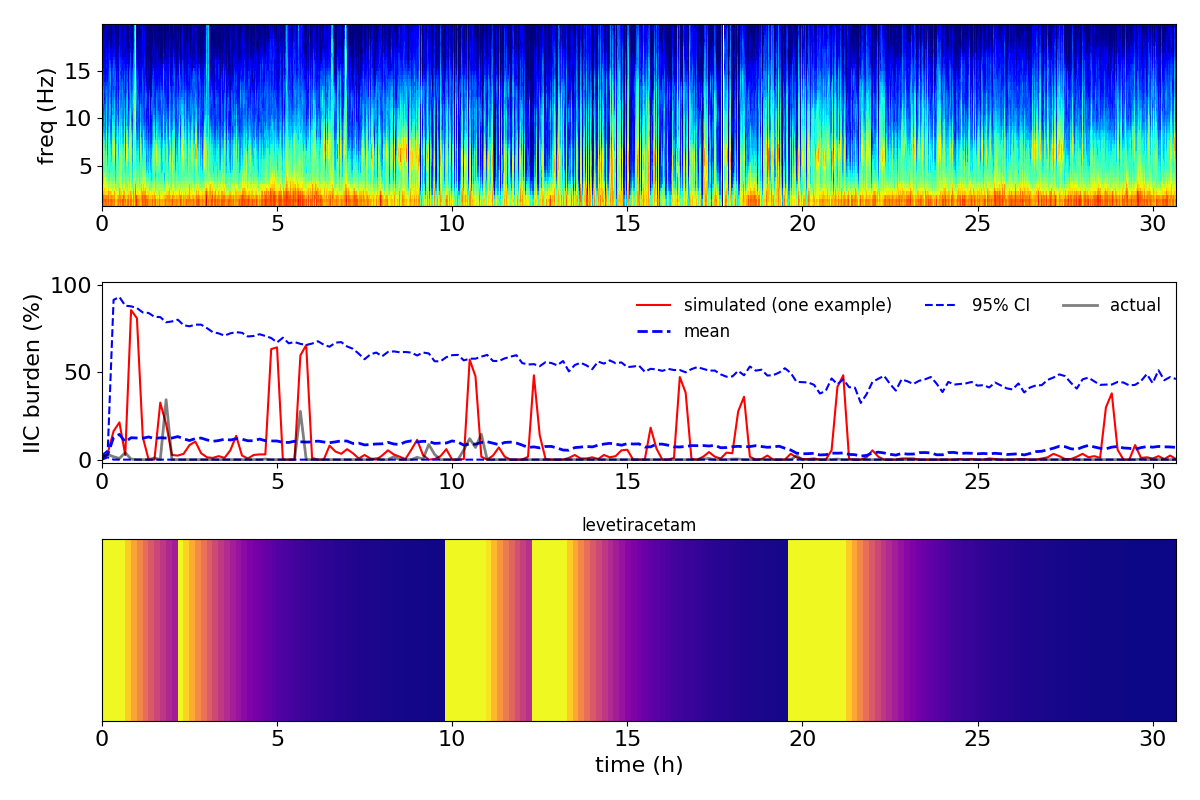 freq (Hz)
15
10
5
0 5 10 15 20 25 30
IIC burden (%)
100
50
0
simulated (one example) 95% CI actual
mean
0 5 10 15 20 25 30
levetiracetam
0 5 10 15 20 25 30
time (h)